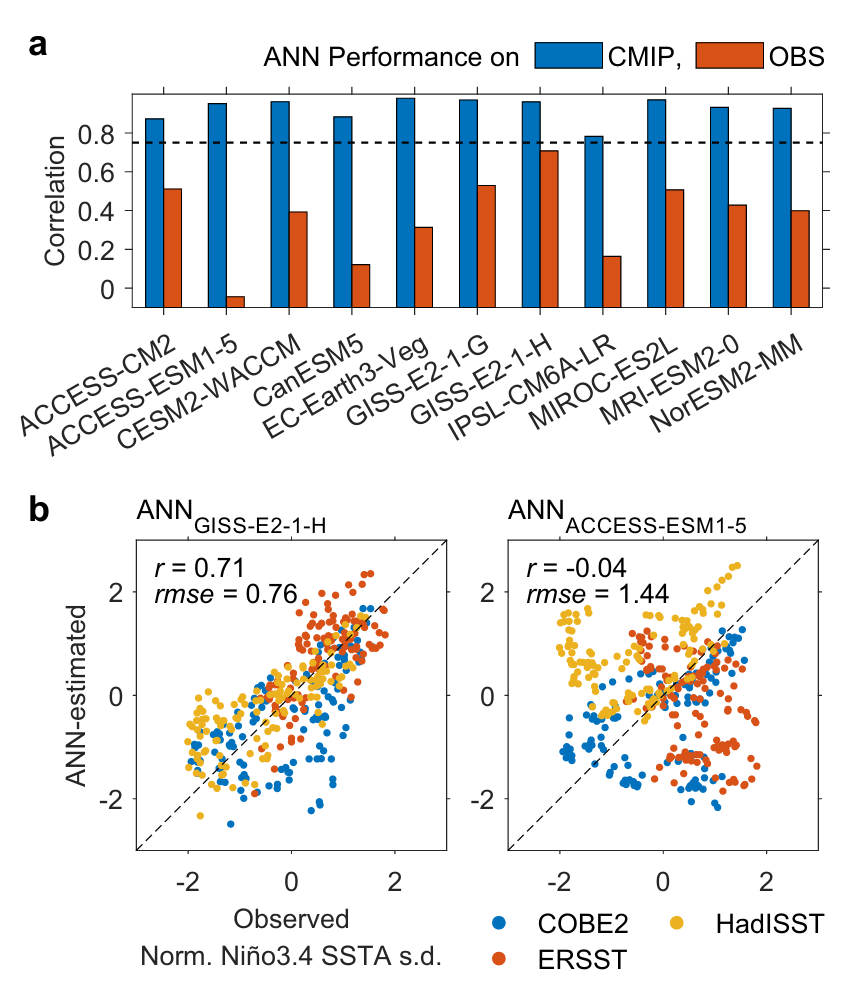 a
ANN Performance on CMIP, OBS
Correlation
0.8
0.6
0.4
0.2
0
ACCESS-CM2
ACCESS-ESM1-5
CESM2-WACCM
CanESM5
EC-Earth3-Veg
GISS-E2-1-G
GISS-E2-1-H
IPSL-CM6A-LR
MIROC-ES2L
MRI-ESM2-0
NorESM2-MM
b
ANN GISS-E2-1-H
r = 0.71
rmse = 0.76
ANN-estimated
2
0
-2
-2 0 2
Observed
Norm. Niño3.4 SSTA s.d.
ANN ACCESS-ESM1-5
r = -0.04
rmse = 1.44
2
0
-2
-2 0 2
COBE2 HadISST
ERSST